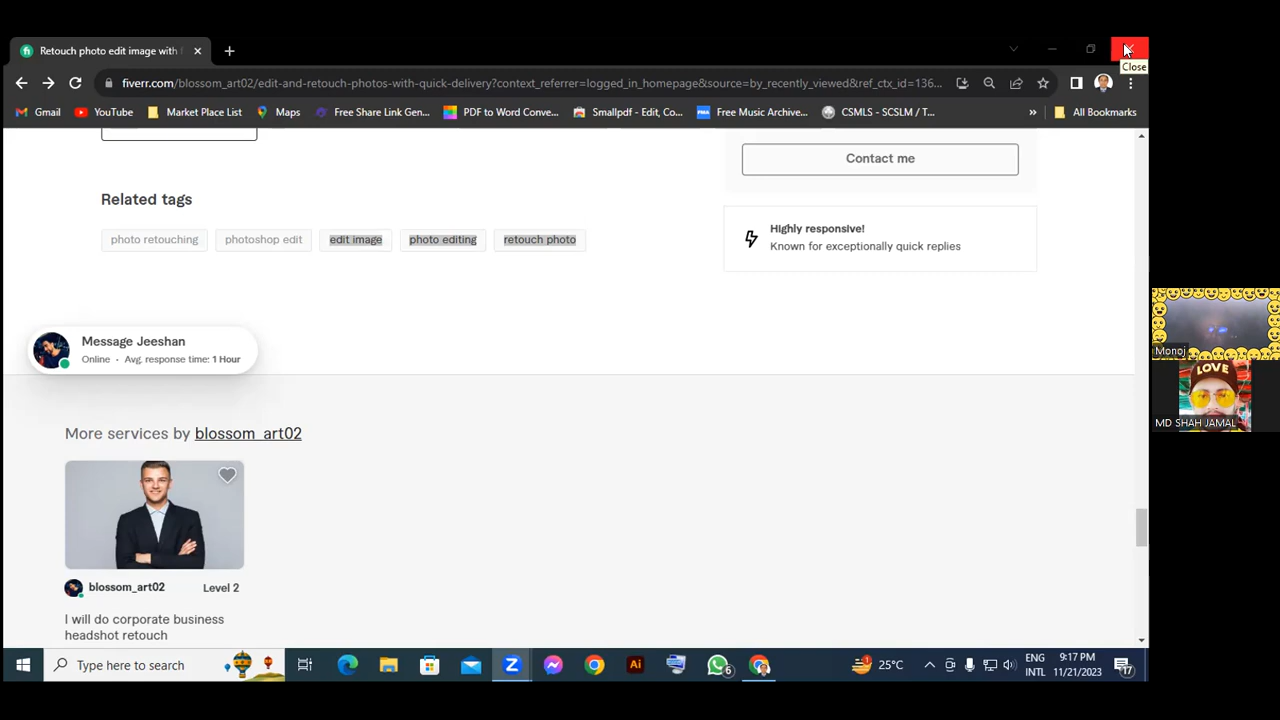 Retouch photo edit image with f
Close
fiverr.com/blossom_art02/edit-and-retouch-photos-with-quick-delivery?context_referrer=logged_in_homepage&source=by_recently_viewed&ref_ctx_id=136...
Gmail YouTube Market Place List Maps Free Share Link Gen... PDF to Word Conve... Smallpdf - Edit, Co... Free Music Archive... CSMLS - SCSLM / T... » All Bookmarks
Contact me
Related tags
photo retouching photoshop edit edit image photo editing retouch photo
Highly responsive!
Known for exceptionally quick replies
Message Jeeshan
Online - Avg. response time: 1 Hour
Monoj
LOVE
MD SHAH JAMAL
More services by blossom_art02
blossom_art02 Level 2
I will do corporate business
headshot retouch
Type here to search
25°C
ENG
INTL
9:17 PM
11/21/2023
Ai
5
17